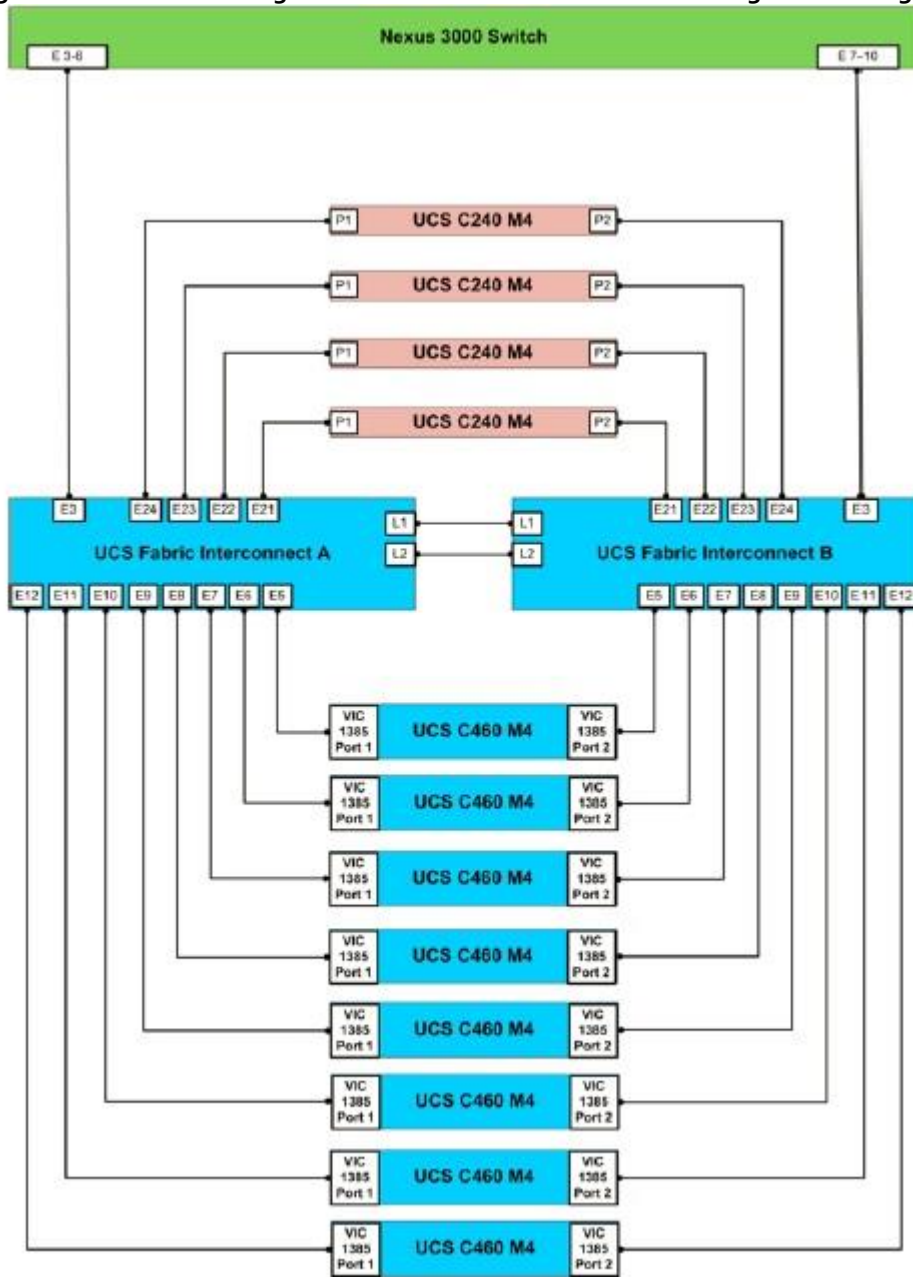 Nexus 3000 Switch
E 3-6
E 7-10
P1 UCS C240 M4 P2
P1 UCS C240 M4 P2
P1 UCS C240 M4 P2
P1 UCS C240 M4 P2
E3 E24 E23 E22 E21
E21 E22 E23 E24 E3
L1 L1
UCS Fabric Interconnect A
L2 L2
UCS Fabric Interconnect B
E12 E11 E10 E9 E8 E7 E6 E5
E5 E6 E7 E8 E9 E10 E11 E12
VIC
1385
Port 1
UCS C460 M4
VIC
1385
Port 2
VIC
1385
Port 1
UCS C460 M4
VIC
1385
Port 2
VIC
1385
Port 1
UCS C460 M4
VIC
1385
Port 2
VIC
1385
Port 1
UCS C460 M4
VIC
1385
Port 2
VIC
1385
Port 1
UCS C460 M4
VIC
1385
Port 2
VIC
1385
Port 1
UCS C460 M4
VIC
1385
Port 2
VIC
1385
Port 1
UCS C460 M4
VIC
1385
Port 2
VIC
1385
Port 1
UCS C460 M4
VIC
1385
Port 2